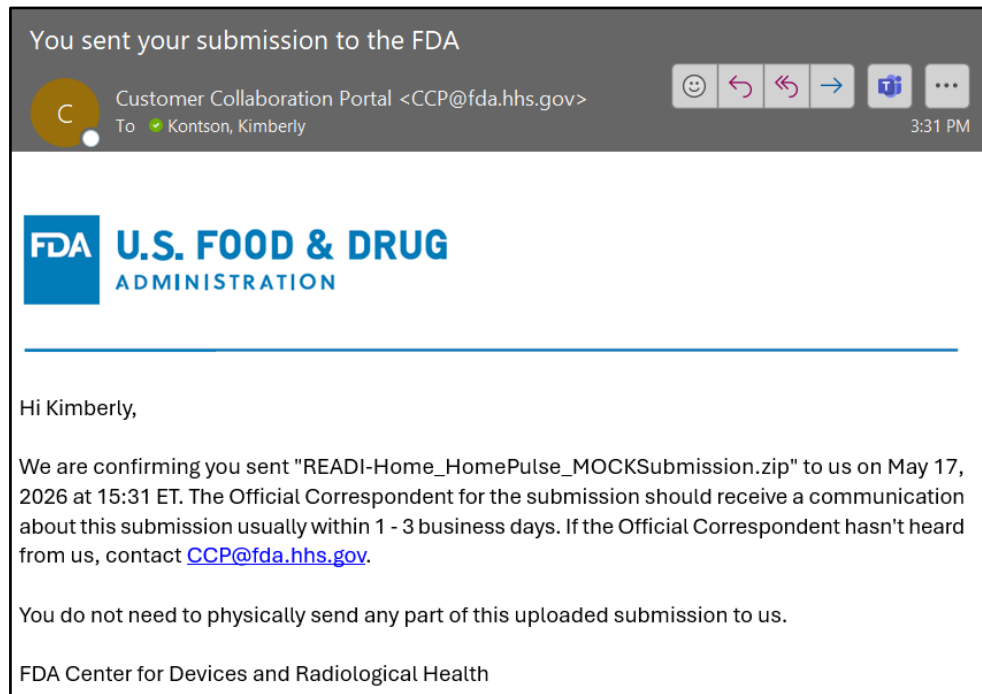 You sent your submission to the FDA
C
Customer Collaboration Portal <CCP@fda.hhs.gov>
To Kontson, Kimberly
3:31 PM
FDA U.S. FOOD & DRUG
ADMINISTRATION
Hi Kimberly,
We are confirming you sent "READI-Home_HomePulse_MOCKSubmission.zip" to us on May 17,
2026 at 15:31 ET. The Official Correspondent for the submission should receive a communication
about this submission usually within 1 - 3 business days. If the Official Correspondent hasn't heard
from us, contact CCP@fda.hhs.gov.
You do not need to physically send any part of this uploaded submission to us.
FDA Center for Devices and Radiological Health